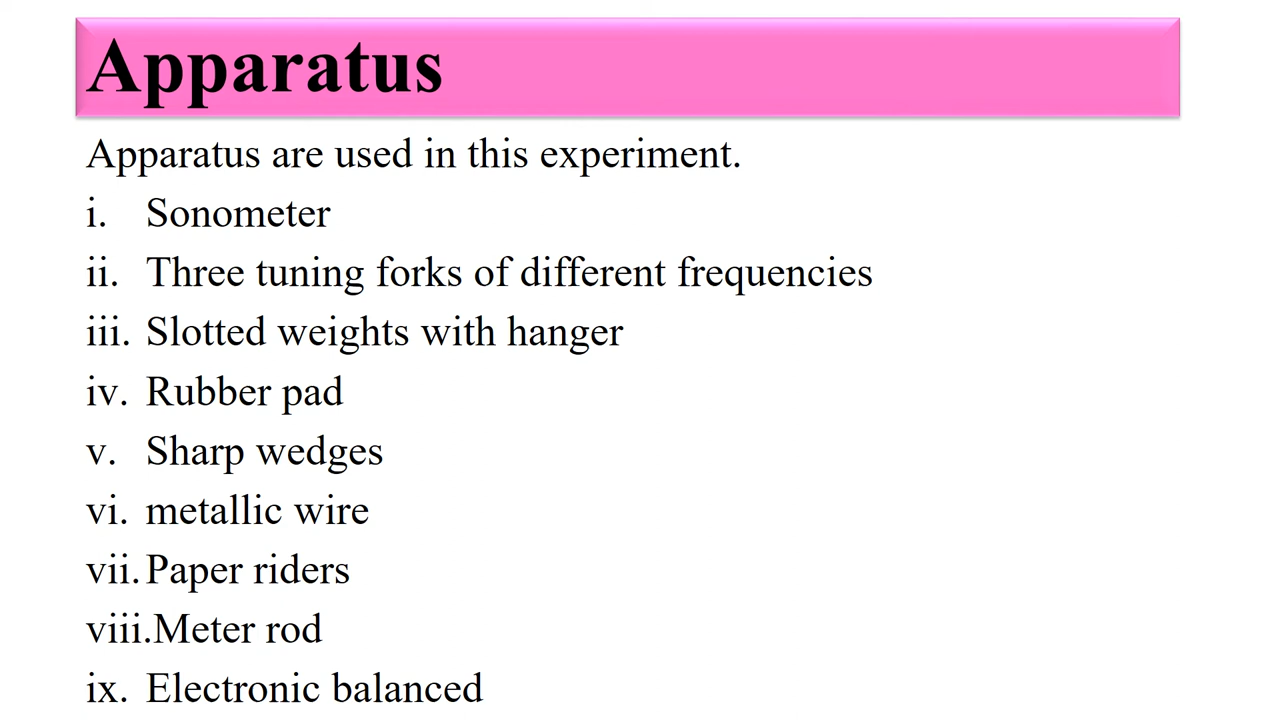 Apparatus
Apparatus are used in this experiment.
i. Sonometer
ii. Three tuning forks of different frequencies
iii. Slotted weights with hanger
iv. Rubber pad
v. Sharp wedges
vi. metallic wire
vii. Paper riders
viii. Meter rod
ix. Electronic balanced